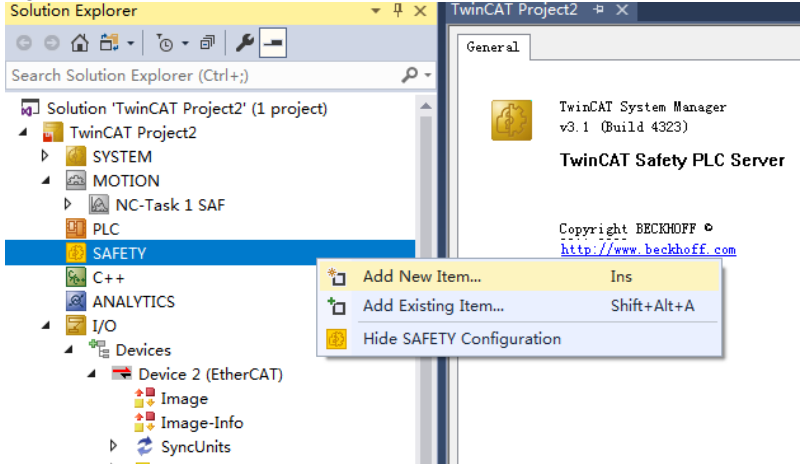 Solution Explorer
Search Solution Explorer (Ctrl+;)
Solution 'TwinCAT Project2' (1 project)
TwinCAT Project2
SYSTEM
MOTION
NC-Task 1 SAF
PLC
SAFETY
C++
ANALYTICS
I/O
Devices
Device 2 (EtherCAT)
Image
Image-Info
SyncUnits
Add New Item... Ins
Add Existing Item... Shift+Alt+A
Hide SAFETY Configuration
TwinCAT Project2
General
TwinCAT System Manager
v3.1 (Build 4323)
TwinCAT Safety PLC Server
Copyright BECKHOFF ©
http://www.beckhoff.com